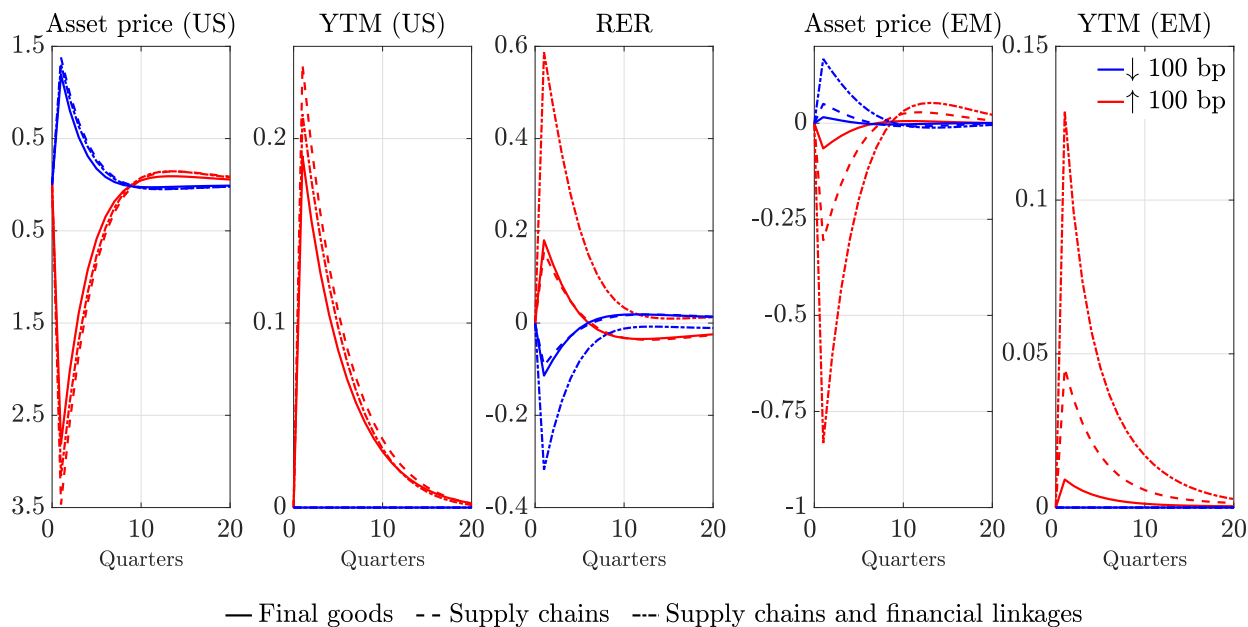 Asset price (US)
YTM (US)
RER
Asset price (EM)
YTM (EM)
1.5
0.5
0.5
1.5
2.5
3.5
0
10
20
Quarters
0.2
0.1
0
0
10
20
Quarters
0.6
0.4
0.2
0
-0.2
-0.4
0
10
20
Quarters
0
-0.25
-0.5
-0.75
-1
0
10
20
Quarters
0.15
0.1
0.05
0
0
10
20
Quarters
↓ 100 bp
↑ 100 bp
Final goods
Supply chains
Supply chains and financial linkages